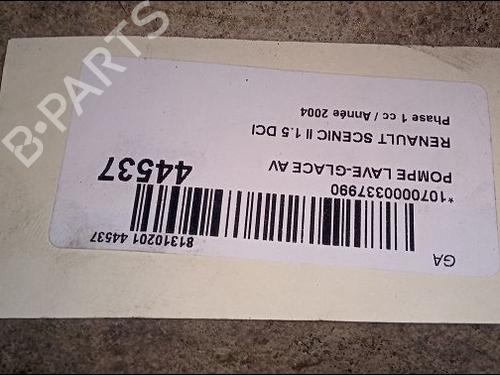 GA
81310201 44537
*1070000337990
POMPE LAVE-GLACE AV
44537
RENAULT SCENIC II 1.5 DCI
Phase 1 cc / Année 2004
B-PARTS